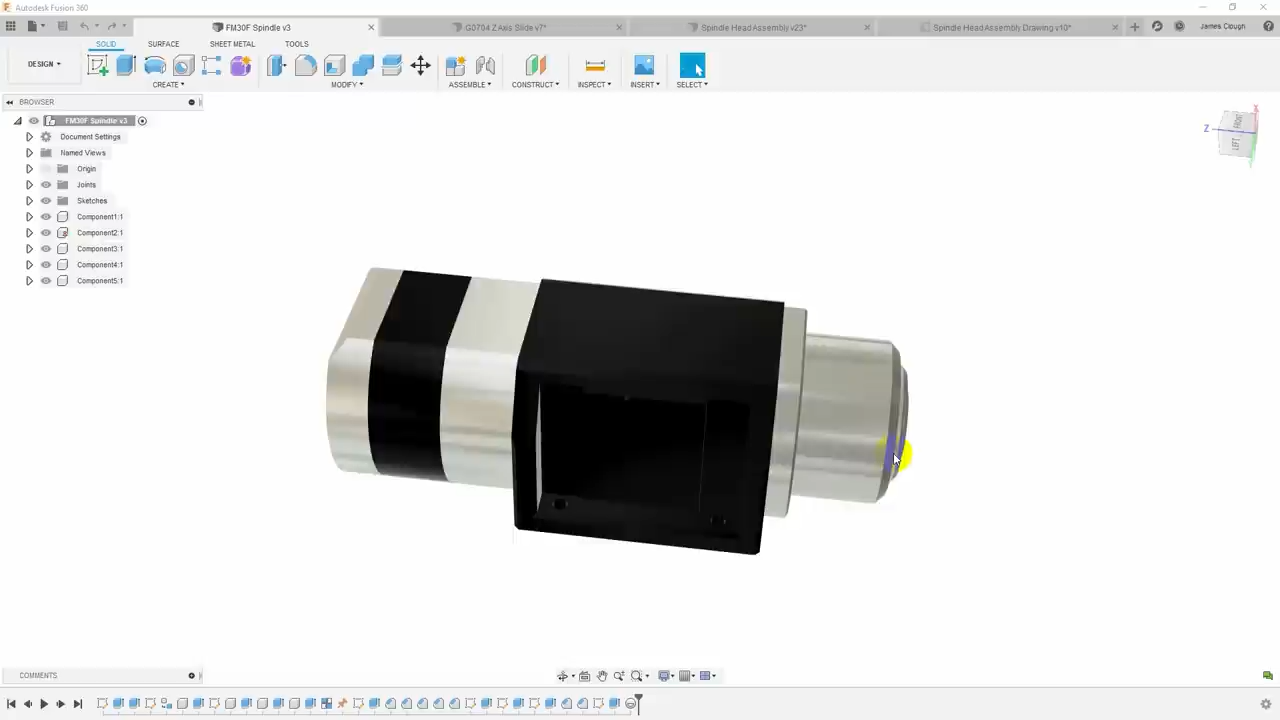 Autodesk Fusion 360
FM30F Spindle v3
G0704 Z Axis Slide v7*
Spindle Head Assembly v23*
Spindle Head Assembly Drawing v10*
James Clough
SOLID
SURFACE
SHEET METAL
TOOLS
DESIGN
CREATE
MODIFY
ASSEMBLE
CONSTRUCT
INSPECT
INSERT
SELECT
BROWSER
FM30F Spindle v3
Document Settings
Named Views
Origin
Joints
Sketches
Component1:1
Component2:1
Component3:1
Component4:1
Component5:1
X
Z
FRONT
LEFT
COMMENTS